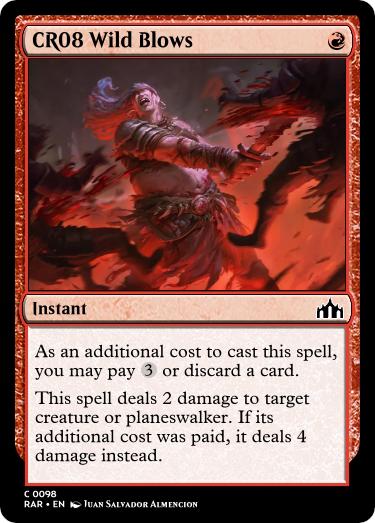 CR08 Wild Blows
Instant
As an additional cost to cast this spell,
you may pay 3 or discard a card.
This spell deals 2 damage to target
creature or planeswalker. If its
additional cost was paid, it deals 4
damage instead.
C 0098
RAR • EN Juan Salvador Almencion